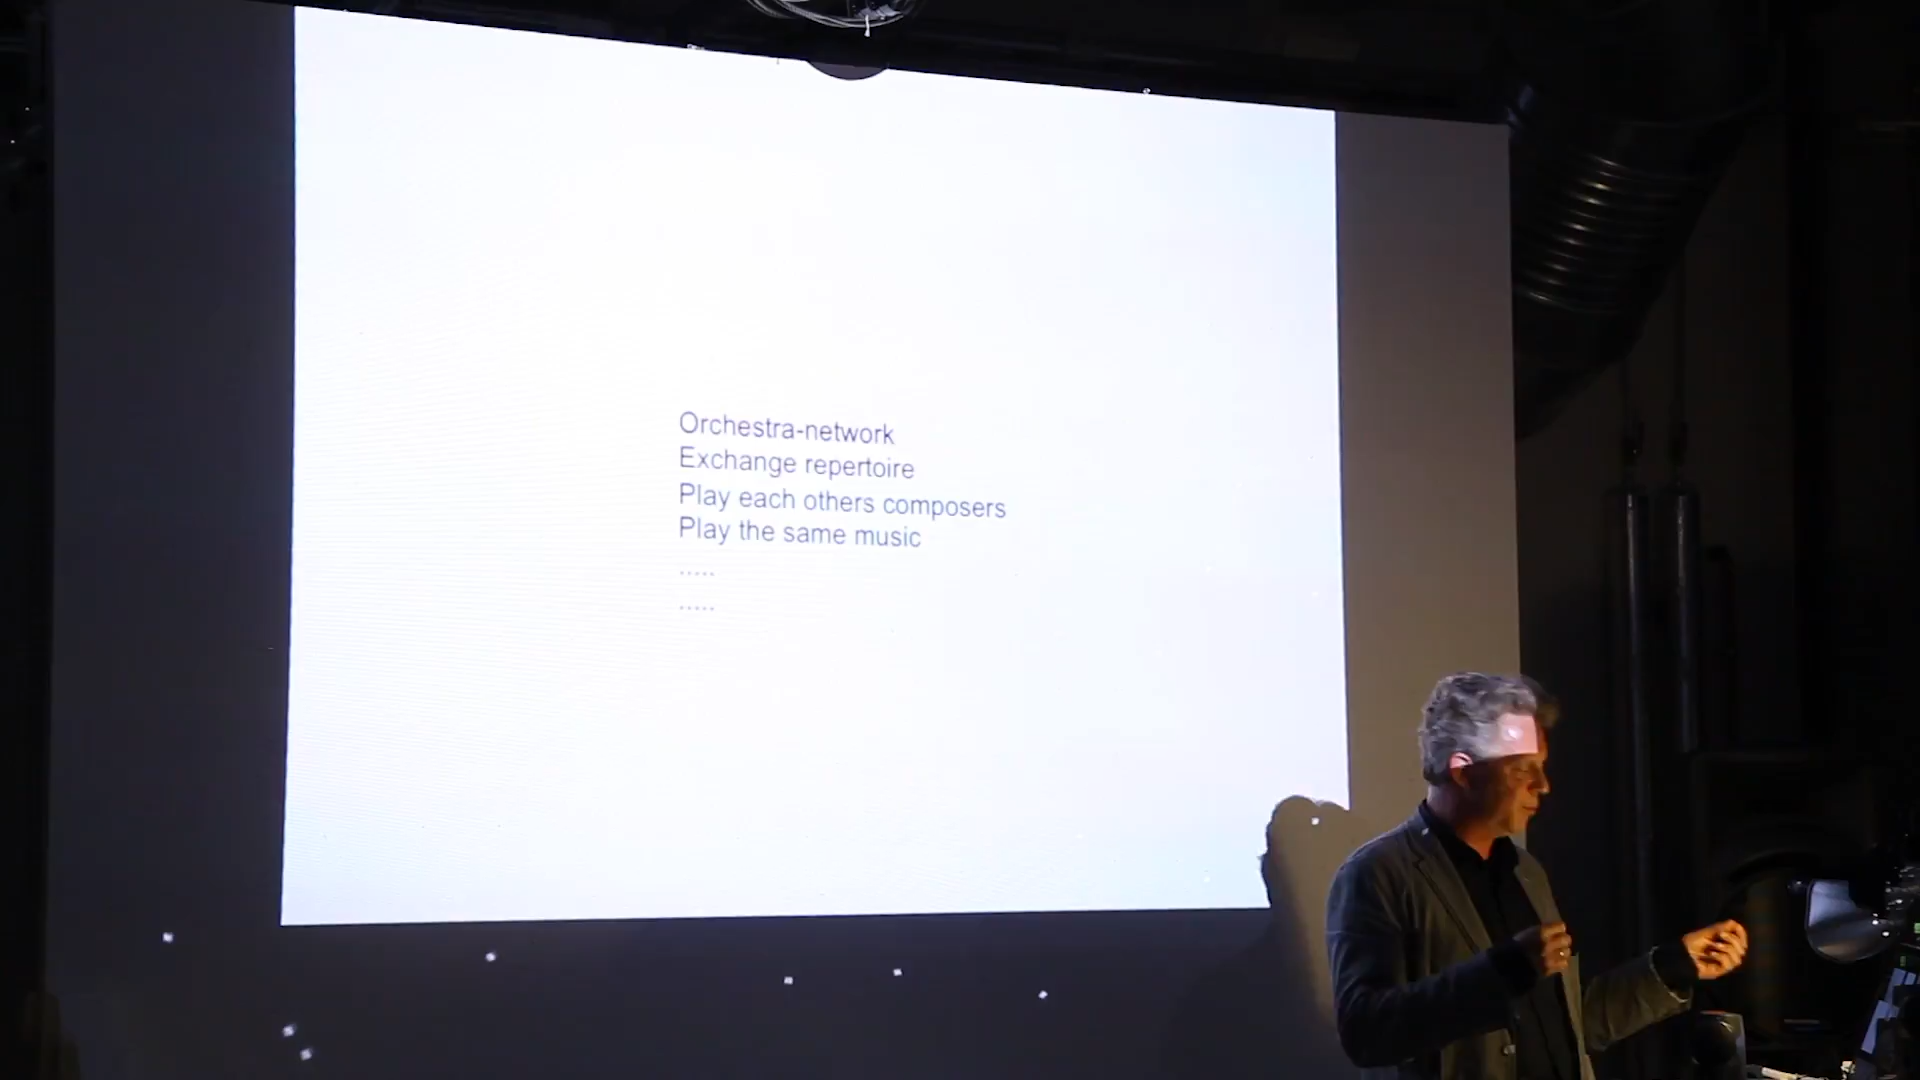 Orchestra-network
Exchange repertoire
Play each others composers
Play the same music
.....
.....